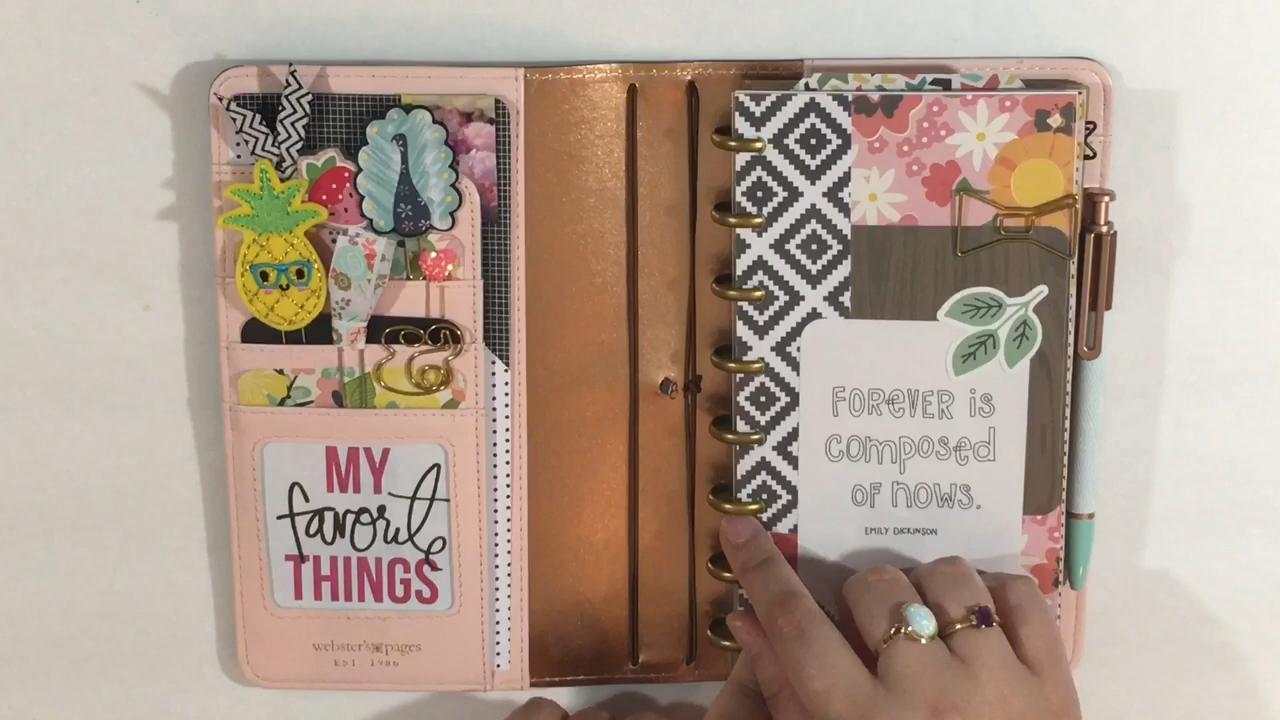 MY
favorite
THINGS
webster's pages
EST 1986
FOREVER is
composed
OF NOWS.
EMILY DICKINSON